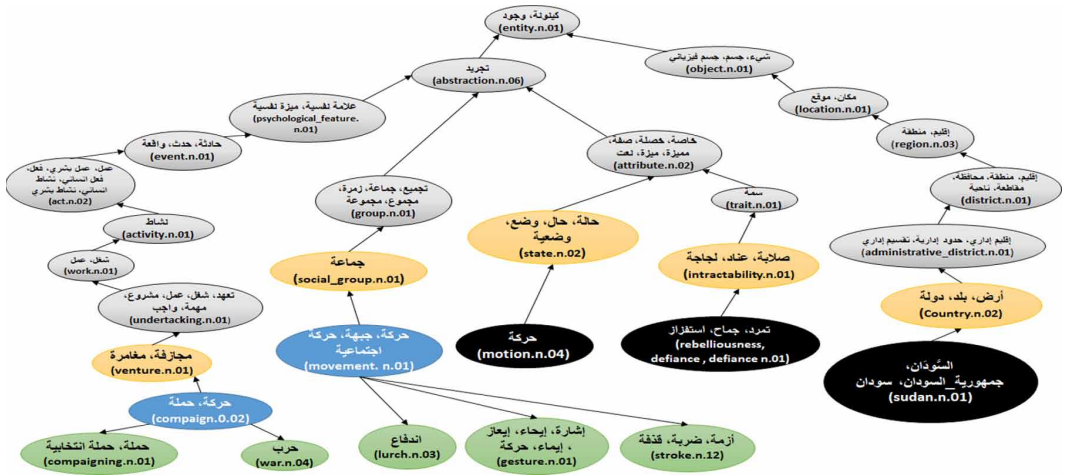 كينونة، وجود
(entity.n.01)
تجريد
(abstraction.n.06)
شيء، جسم، جسم فيزيائي
(object.n.01)
علامة نفسية، ميزة نفسية
(psychological_feature.
n.01)
مكان، موقع
(location.n.01)
حادثة، حدث، واقعة
(event.n.01)
خاصة، خصلة، صفة،
مميزة، ميزة، نعت
(attribute.n.02)
إقليم، منطقة
(region.n.03)
عمل، عمل بشري، فعل،
فعل انساني، نشاط
انساني، نشاط بشري
(act.n.02)
تجميع، جماعة، زمرة،
مجموع، مجموعة
(group.n.01)
سمة
(trait.n.01)
إقليم، منطقة، محافظة،
مقاطعة، ناحية
(district.n.01)
نشاط
(activity.n.01)
حالة، حال، وضع،
وضعية
(state.n.02)
إقليم إداري، حدود إدارية، تقسيم إداري
(administrative_district.n.01)
شغل، عمل
(work.n.01)
جماعة
(social_group.n.01)
صلابة، عناد، لجاجة
(intractability.n.01)
تعهد، شغل، عمل، مشروع،
مهمة، واجب
(undertacking.n.01)
أرض، بلد، دولة
(Country.n.02)
حركة، جبهة، حركة
اجتماعية
(movement. n.01)
حركة
(motion.n.04)
تمرد، جماح، استفزاز
(rebelliousness,
defiance , defiance n.01)
مجازفة، مغامرة
(venture.n.01)
السَّودَان،
جمهورية_السودان، سودان
(sudan.n.01)
حركة، حملة
(compaign.0.02)
حملة، حملة انتخابية
(compaigning.n.01)
حرب
(war.n.04)
اندفاع
(lurch.n.03)
إشارة، إيحاء، إيعاز
، إيماء، حركة
(gesture.n.01)
أزمة، ضربة، قذفة
(stroke.n.12)